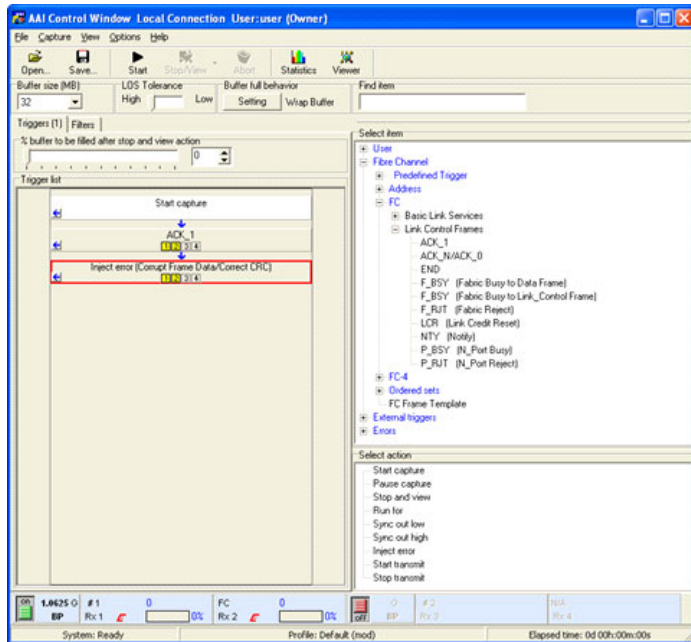 AAI Control Window Local Connection User:user (Owner)
File Capture View Options Help
Open... Save... Start Stop/View Abort Statistics Viewer
Buffer size (MB) LOS Tolerance Buffer full behavior Find item
32 High Low Setting Wrap Buffer
Triggers (1) Filters
% buffer to be filled after stop and view action
0
Trigger list
Start capture
ACK_1
1 2 3 4
Inject error (Corrupt Frame Data/Correct CRC)
1 2 3 4
Select item
User
Fibre Channel
Predefined Trigger
Address
FC
Basic Link Services
Link Control Frames
ACK_1
ACK_N/ACK_0
END
F_BSY (Fabric Busy to Data Frame)
F_BSY (Fabric Busy to Link_Control Frame)
F_RJT (Fabric Reject)
LCR (Link Credit Reset)
NTY (Notify)
P_BSY (N_Port Busy)
P_RJT (N_Port Reject)
FC-4
Ordered sets
FC Frame Template
External triggers
Errors
Select action
Start capture
Pause capture
Stop and view
Run for
Sync out low
Sync out high
Inject error
Start transmit
Stop transmit
on 1.0625 G # 1 0 FC 0 0 # 2 N/A
BP Rx 1 0% Rx 2 0% off BP Rx 3 Rx 4
System: Ready Profile: Default (mod) Elapsed time: 0d 00h:00m:00s